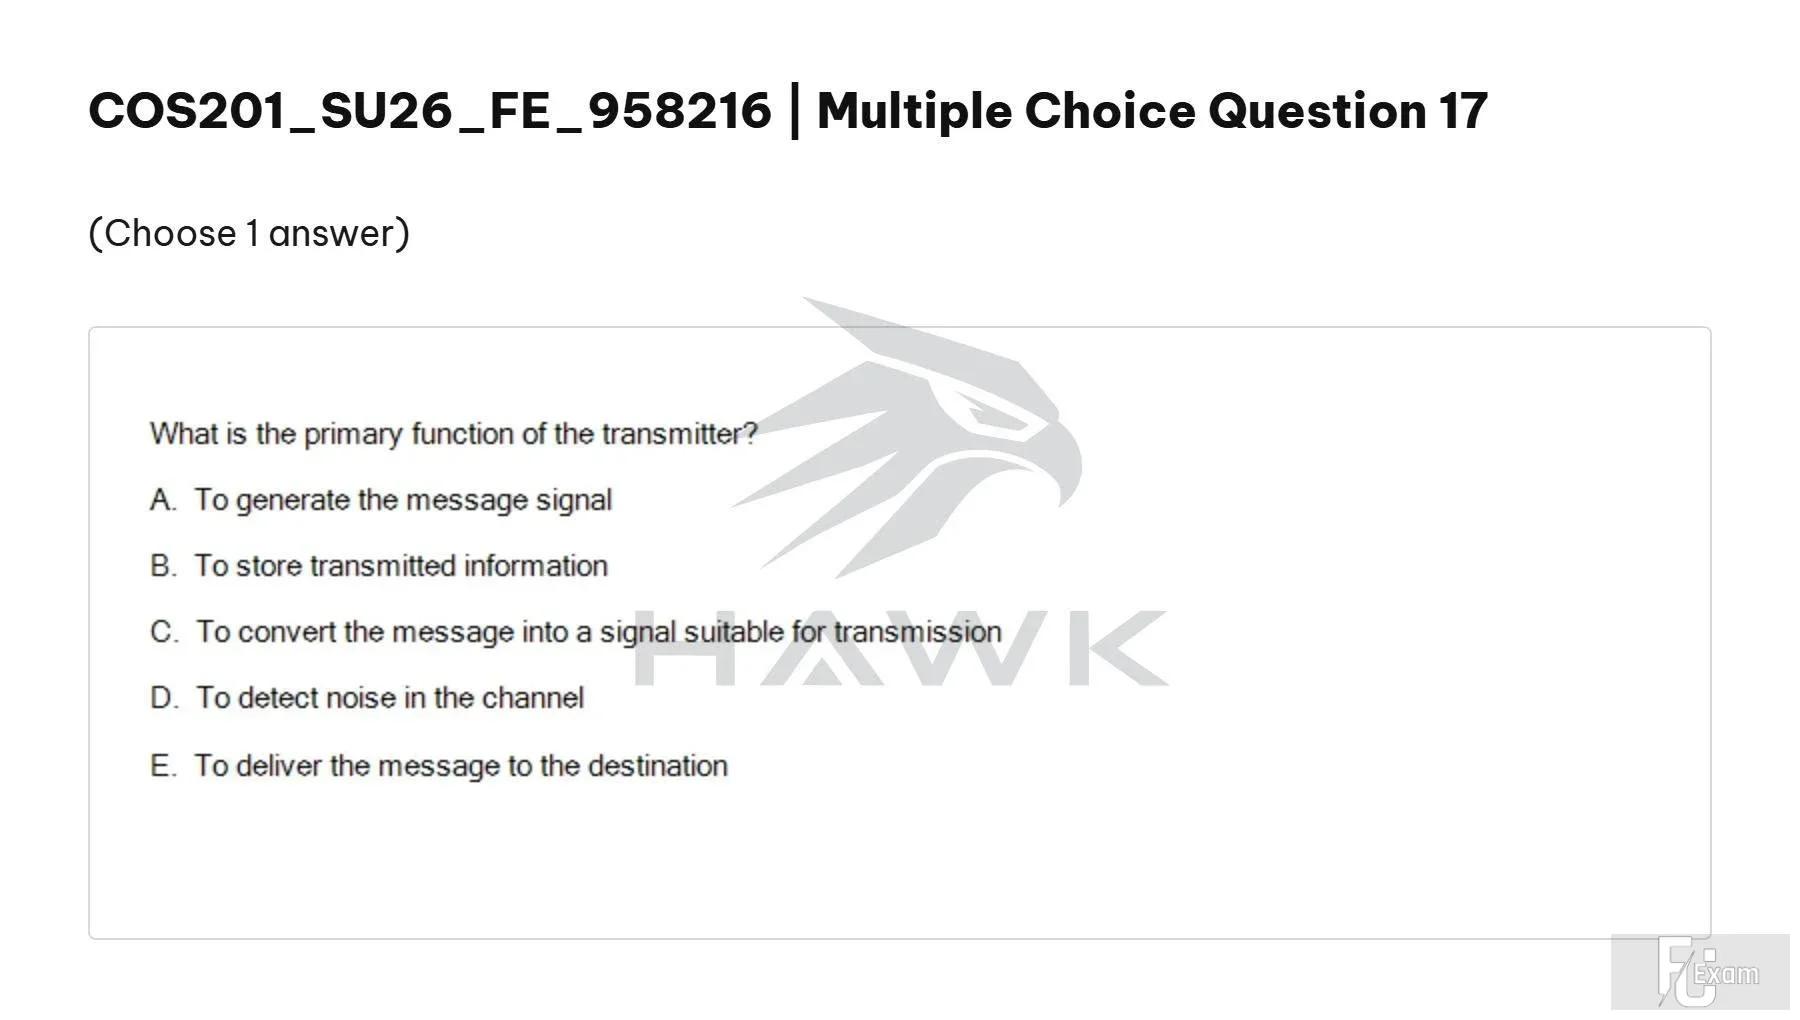 COS201_SU26_FE_958216 | Multiple Choice Question 17
(Choose 1 answer)
What is the primary function of the transmitter?
A. To generate the message signal
B. To store transmitted information
C. To convert the message into a signal suitable for transmission
D. To detect noise in the channel
E. To deliver the message to the destination
HAWK
FU Exam